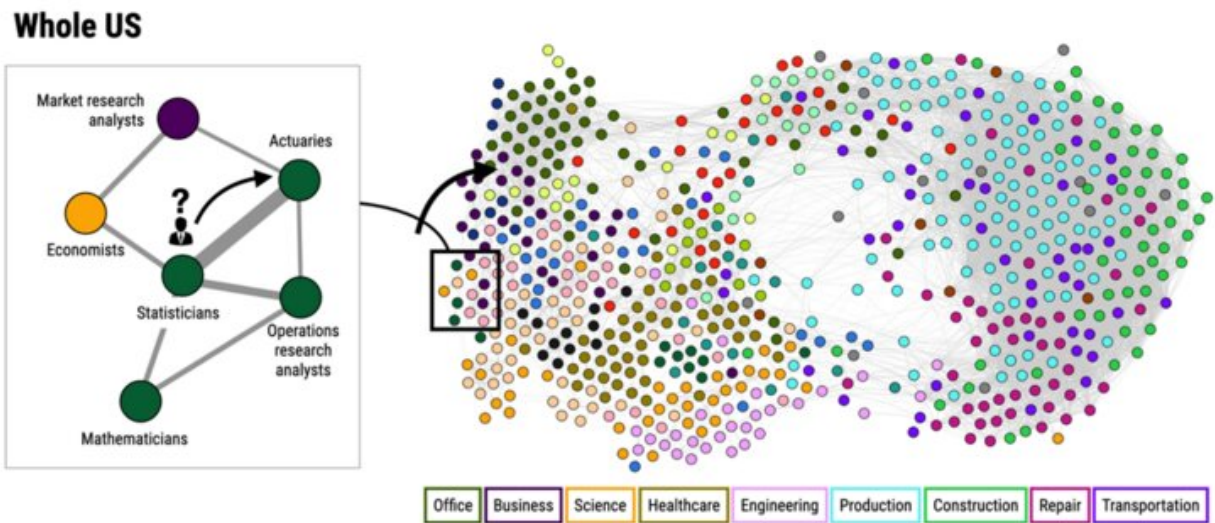 Whole US
Market research
analysts
Actuaries
?
Economists
Statisticians
Operations
research
analysts
Mathematicians
Office
Business
Science
Healthcare
Engineering
Production
Construction
Repair
Transportation